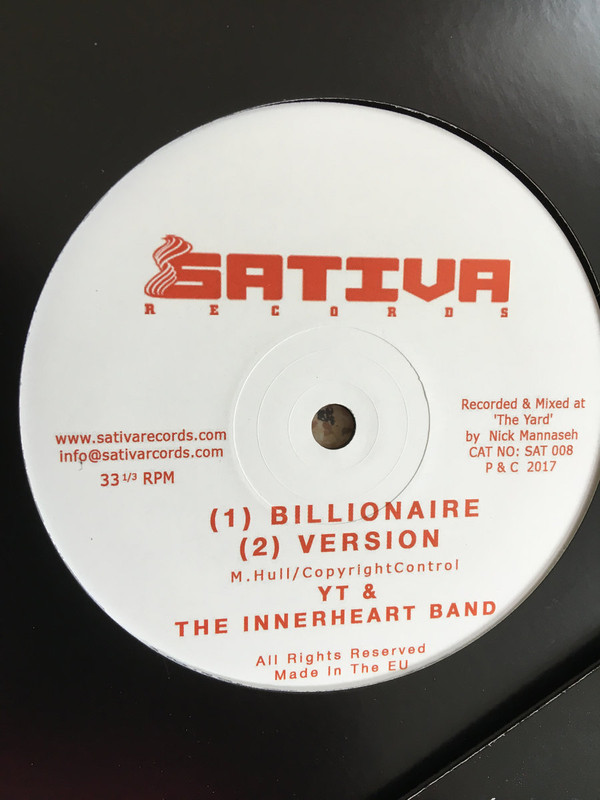 SATIVA
RECORDS
www.sativarecords.com
info@sativarcords.com
33 1/3 RPM
Recorded & Mixed at
'The Yard'
by Nick Mannaseh
CAT NO: SAT 008
P & C 2017
(1) BILLIONAIRE
(2) VERSION
M.Hull/CopyrightControl
YT &
THE INNERHEART BAND
All Rights Reserved
Made In The EU